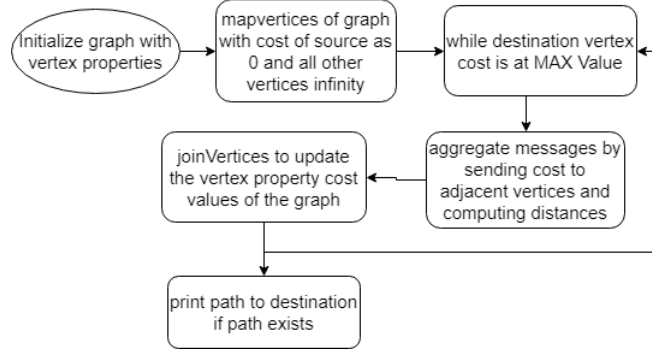 Initialize graph with
vertex properties
mapvertices of graph
with cost of source as
0 and all other
vertices infinity
while destination vertex
cost is at MAX Value
aggregate messages by
sending cost to
adjacent vertices and
computing distances
joinVertices to update
the vertex property cost
values of the graph
print path to destination
if path exists